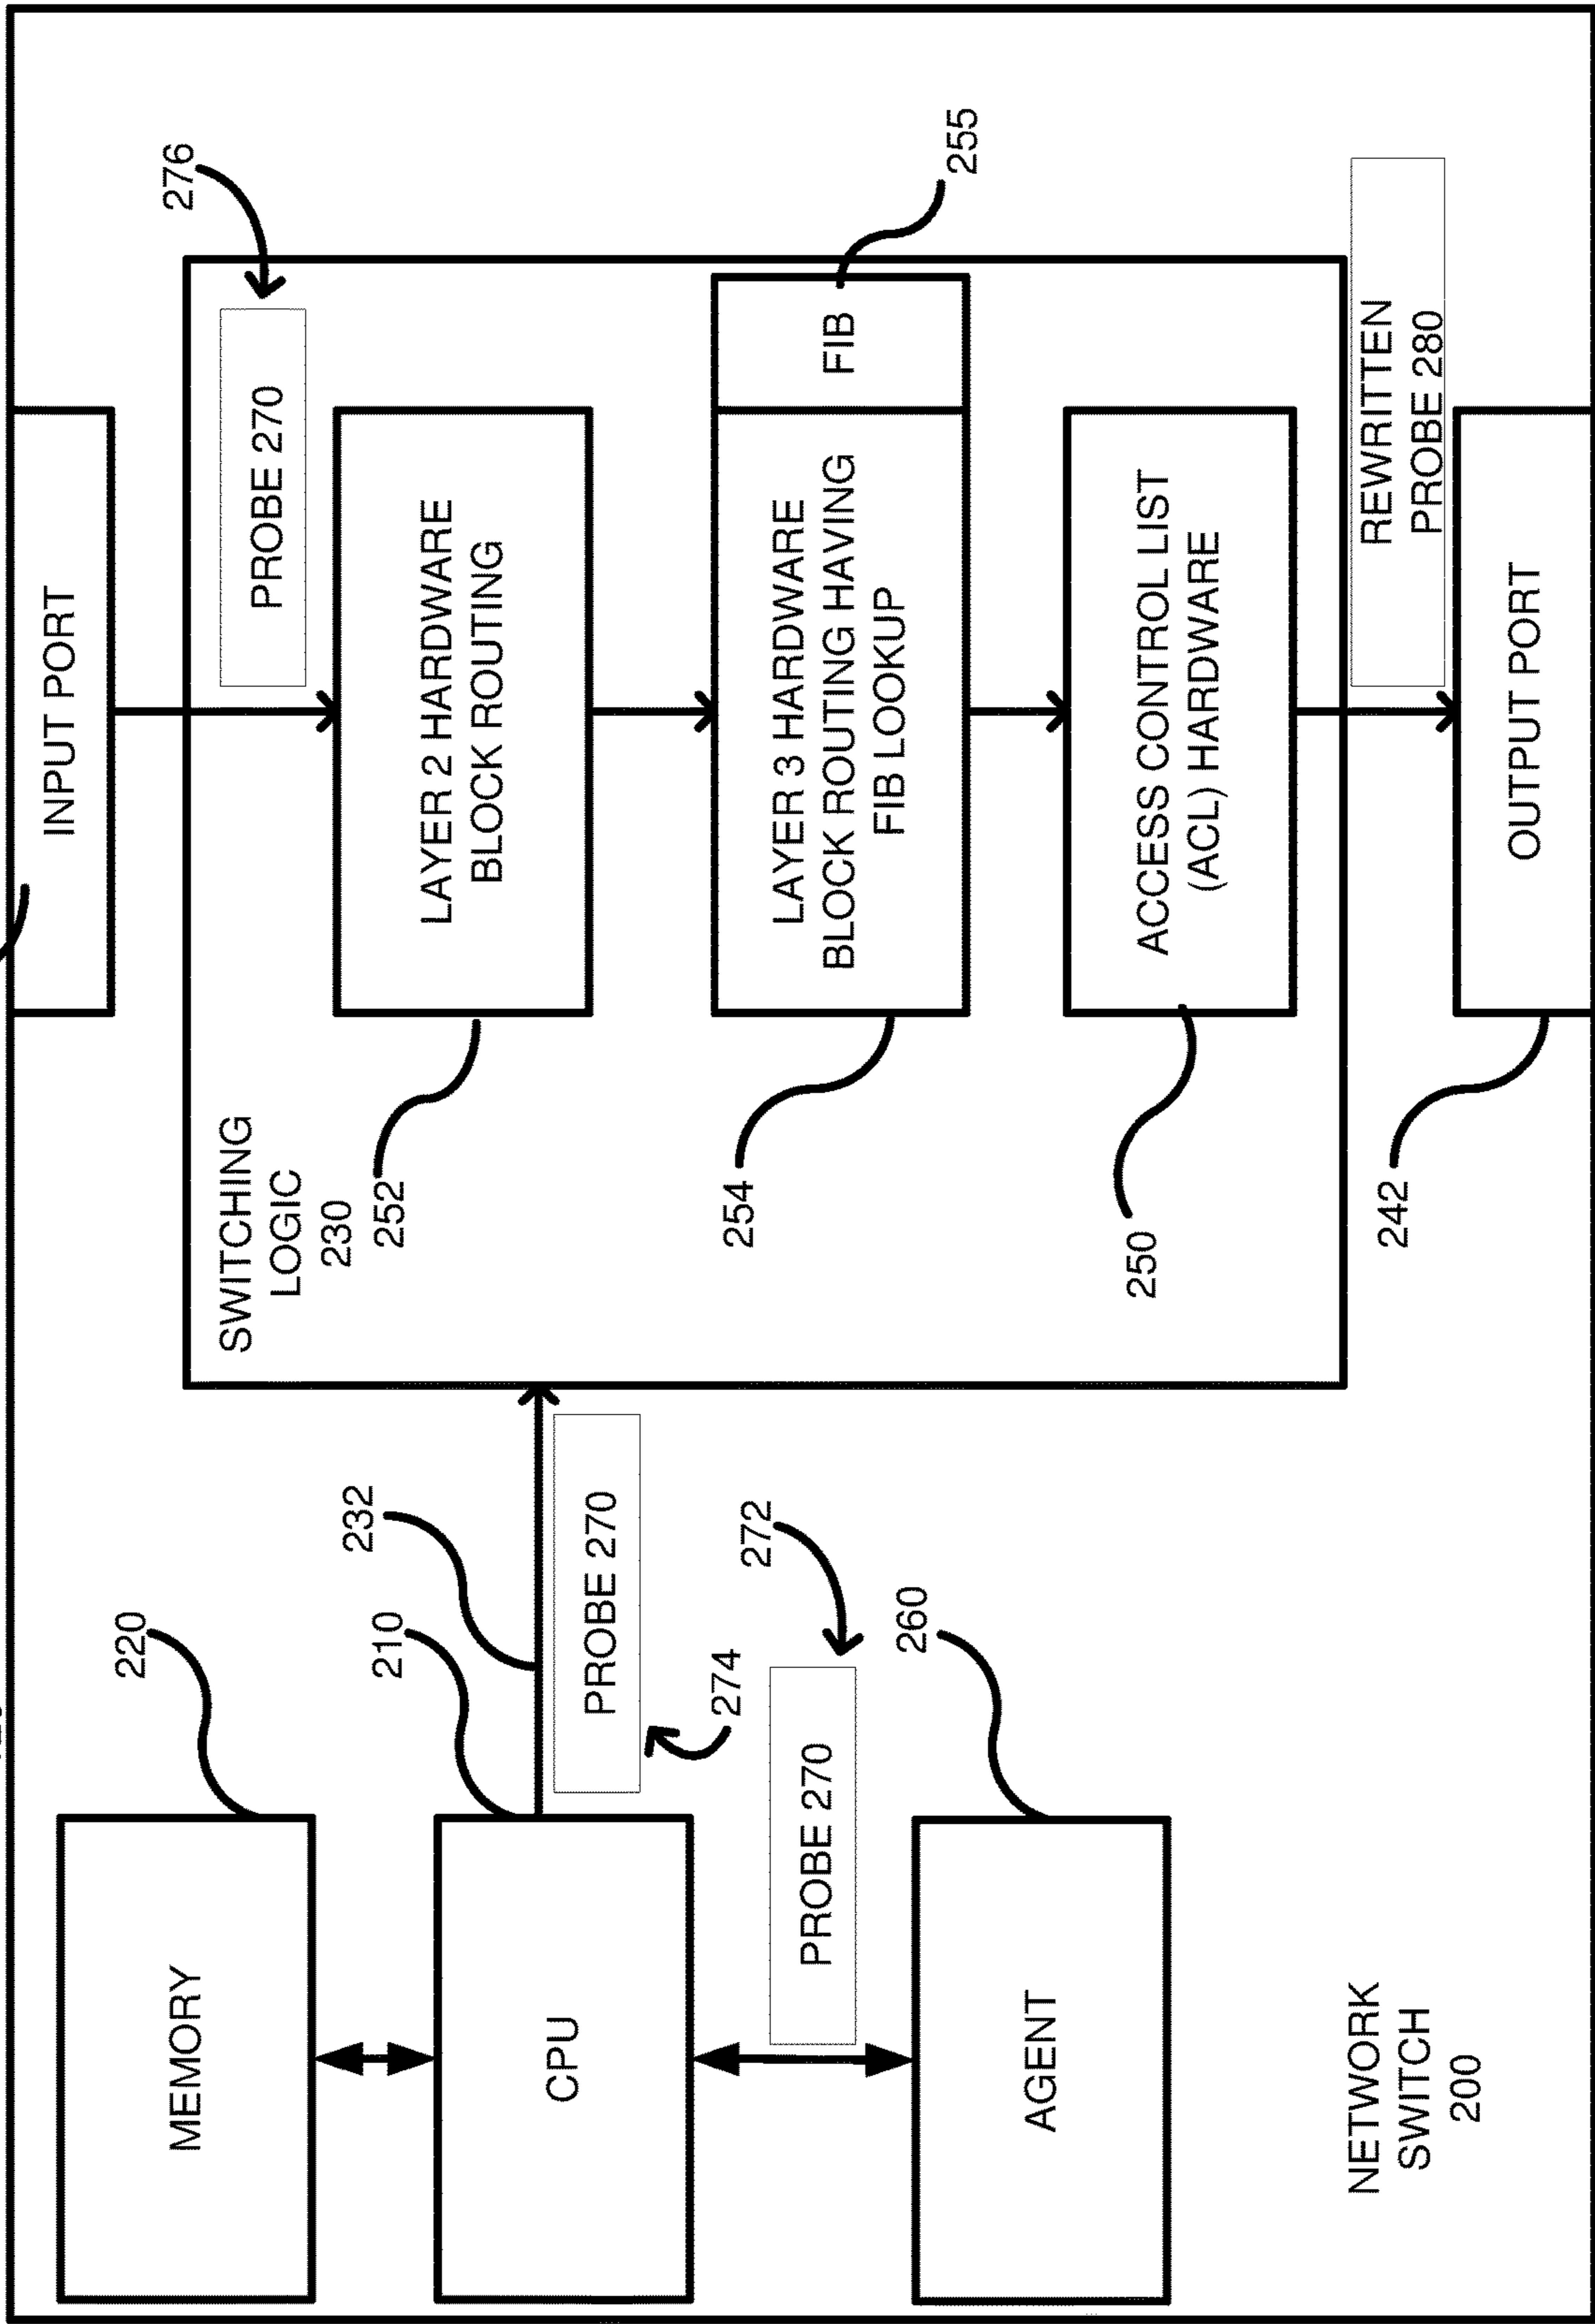 INPUT PORT
276
PROBE 270
SWITCHING
LOGIC
230
252
LAYER 2 HARDWARE
BLOCK ROUTING
220
MEMORY
232
210
CPU
PROBE 270
274
272
PROBE 270
260
AGENT
254
LAYER 3 HARDWARE
BLOCK ROUTING HAVING
FIB LOOKUP
FIB
255
250
ACCESS CONTROL LIST
(ACL) HARDWARE
REWRITTEN
PROBE 280
242
OUTPUT PORT
NETWORK
SWITCH
200